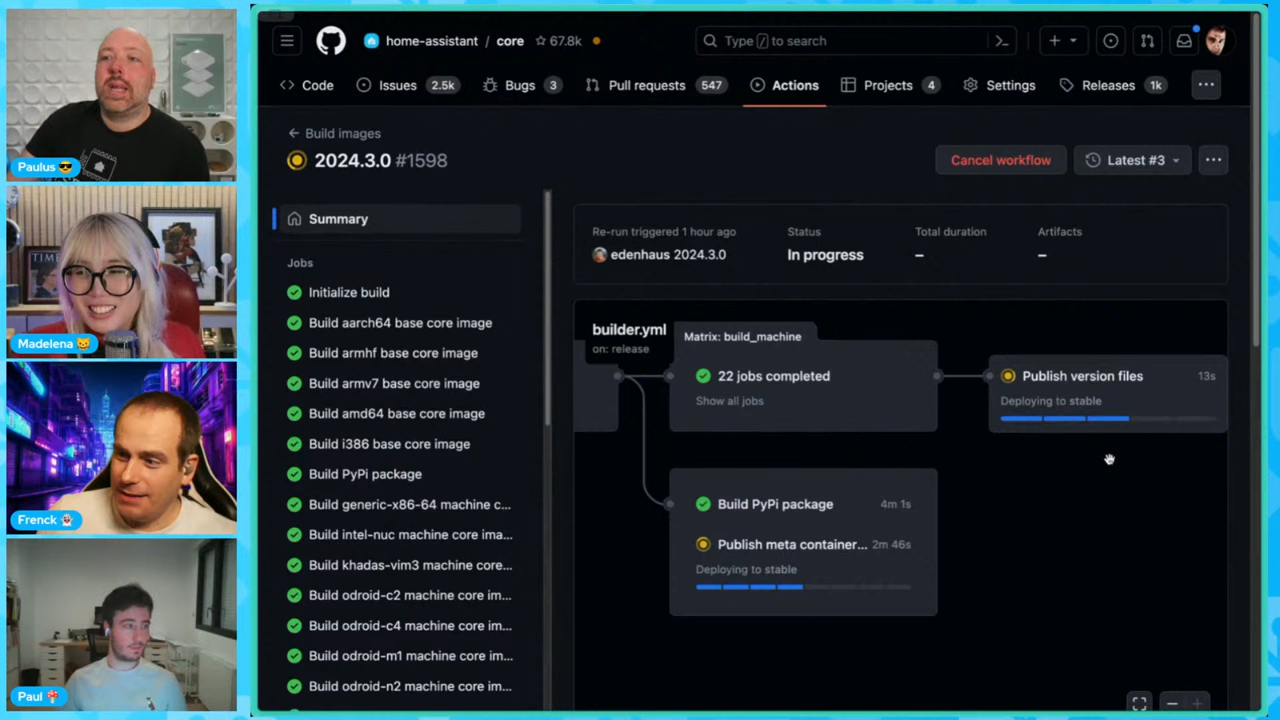 Paulus 😎
TIME
Madelena 😺
Frenck 👻
Paul 🍄
home-assistant / core ☆ 67.8k
Type / to search
Code
Issues 2.5k
Bugs 3
Pull requests 547
Actions
Projects 4
Settings
Releases 1k
← Build images
2024.3.0 #1598
Cancel workflow
Latest #3
Summary
Jobs
Initialize build
Build aarch64 base core image
Build armhf base core image
Build armv7 base core image
Build amd64 base core image
Build i386 base core image
Build PyPi package
Build generic-x86-64 machine c...
Build intel-nuc machine core ima...
Build khadas-vim3 machine core...
Build odroid-c2 machine core im...
Build odroid-c4 machine core im...
Build odroid-m1 machine core im...
Build odroid-n2 machine core im...
Re-run triggered 1 hour ago
edenhaus 2024.3.0
Status
In progress
Total duration
–
Artifacts
–
builder.yml
on: release
Matrix: build_machine
22 jobs completed
Show all jobs
Publish version files 13s
Deploying to stable
Build PyPi package 4m 1s
Publish meta container... 2m 46s
Deploying to stable